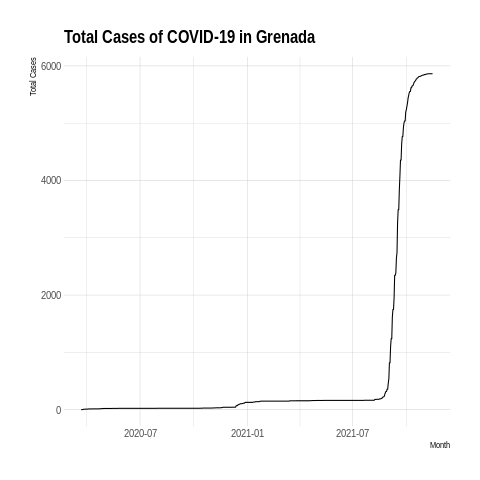 Total Cases of COVID-19 in Grenada
Total Cases
6000
4000
2000
0
2020-07
2021-01
2021-07
Month